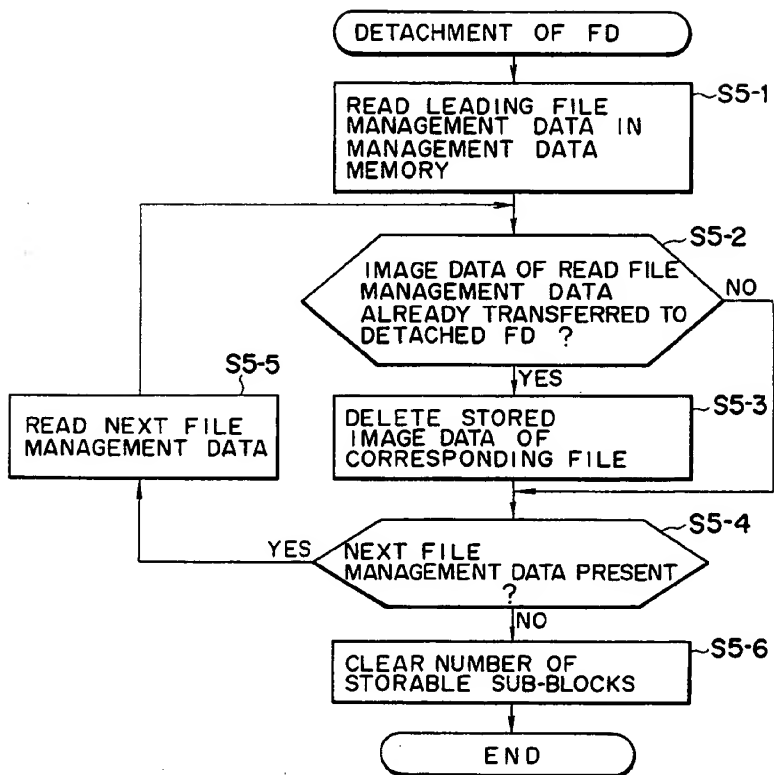 DETACHMENT OF FD
S5-1
READ LEADING FILE
MANAGEMENT DATA IN
MANAGEMENT DATA
MEMORY
S5-2
IMAGE DATA OF READ FILE
MANAGEMENT DATA
ALREADY TRANSFERRED TO
DETACHED FD ?
NO
YES
S5-5
READ NEXT FILE
MANAGEMENT DATA
S5-3
DELETE STORED
IMAGE DATA OF
CORRESPONDING FILE
S5-4
YES
NEXT FILE
MANAGEMENT DATA PRESENT
?
NO
S5-6
CLEAR NUMBER OF
STORABLE SUB-BLOCKS
END